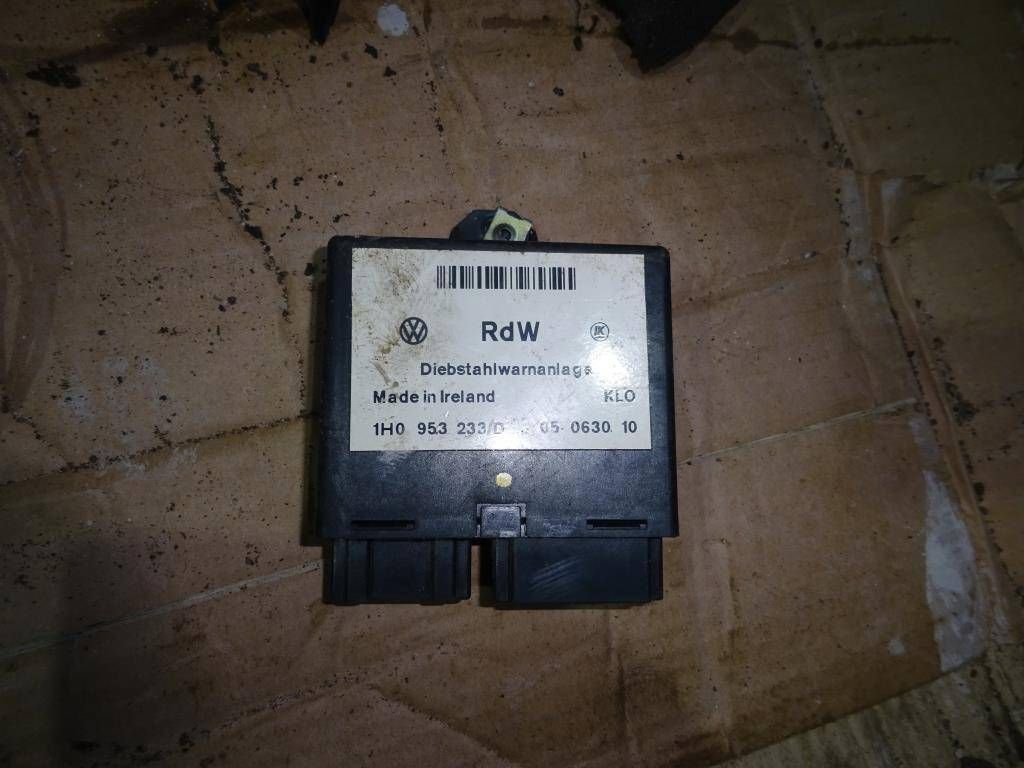 RdW
Diebstahlwarnanlage
Made in Ireland KLO
1H0 953 233 05 0630 10